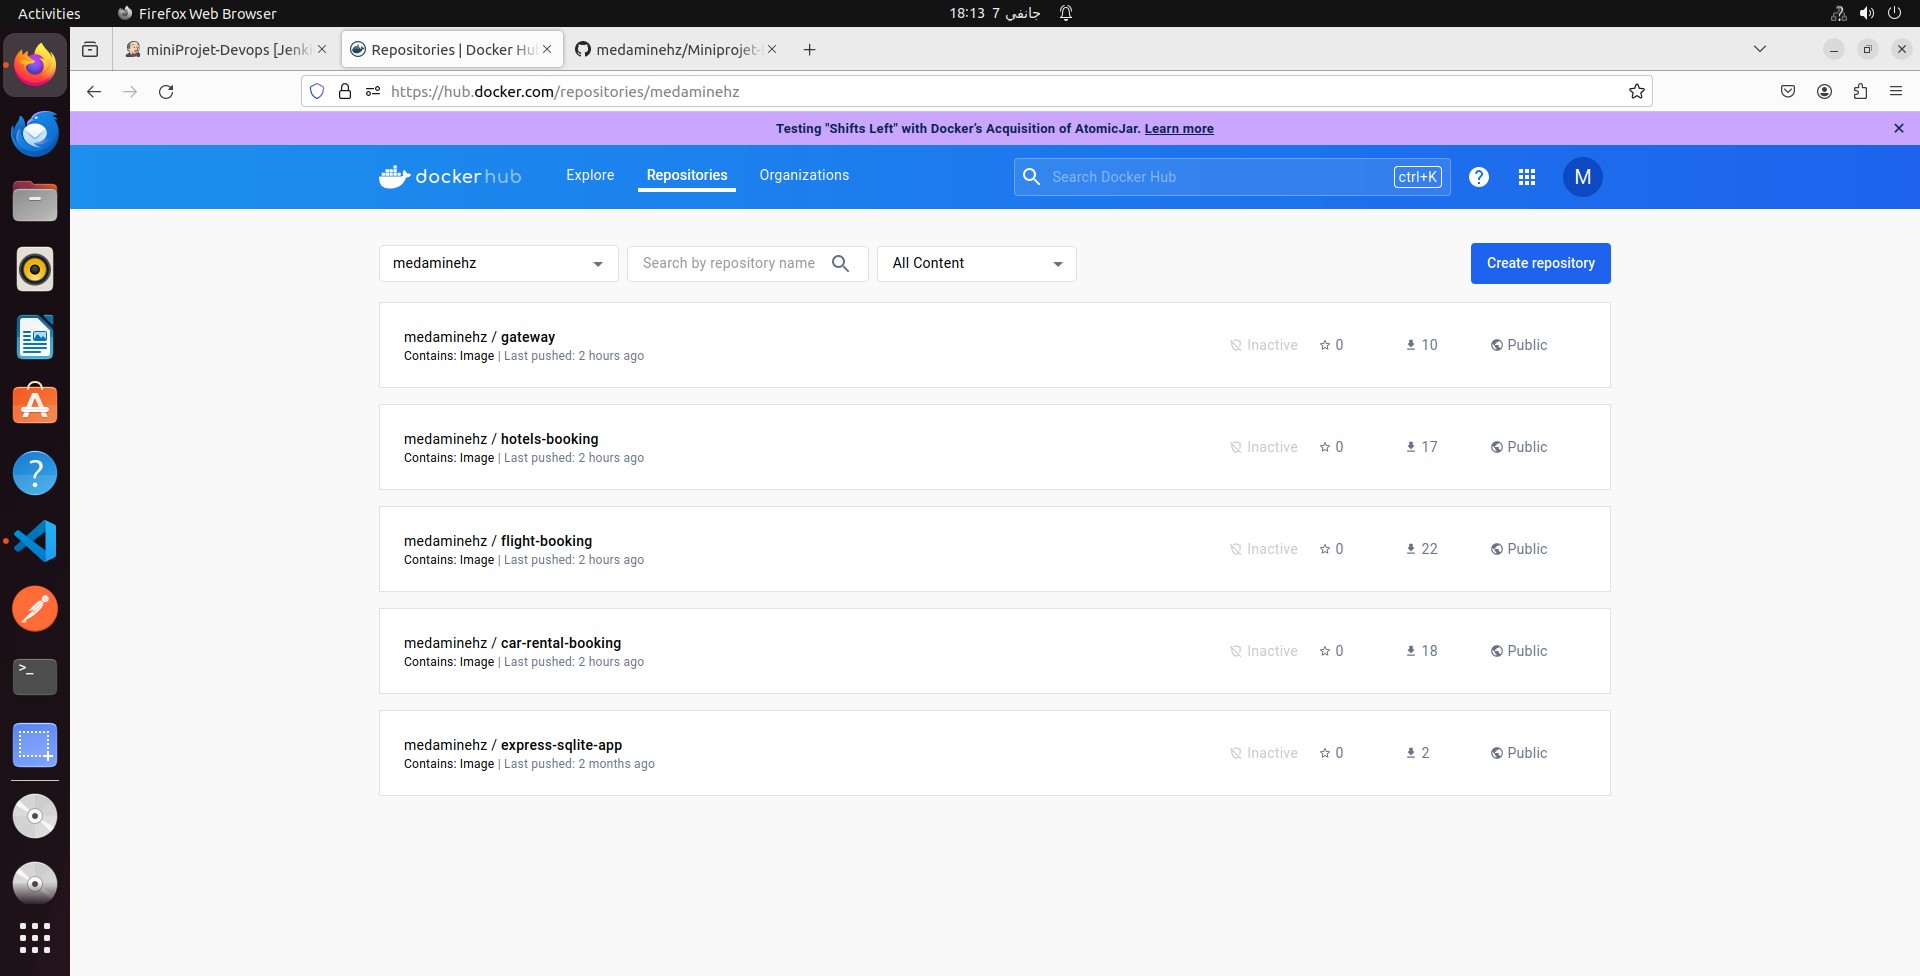 Activities
Firefox Web Browser
18:13 7 جانفي
miniProjet-Devops [Jenki
Repositories | Docker Hu
medaminehz/Miniprojet-
https://hub.docker.com/repositories/medaminehz
Testing "Shifts Left" with Docker's Acquisition of AtomicJar. Learn more
docker hub
Explore
Repositories
Organizations
Search Docker Hub
ctrl+K
?
M
medaminehz
Search by repository name
All Content
Create repository
medaminehz / gateway
Contains: Image | Last pushed: 2 hours ago
Inactive
0
10
Public
medaminehz / hotels-booking
Contains: Image | Last pushed: 2 hours ago
Inactive
0
17
Public
medaminehz / flight-booking
Contains: Image | Last pushed: 2 hours ago
Inactive
0
22
Public
medaminehz / car-rental-booking
Contains: Image | Last pushed: 2 hours ago
Inactive
0
18
Public
medaminehz / express-sqlite-app
Contains: Image | Last pushed: 2 months ago
Inactive
0
2
Public